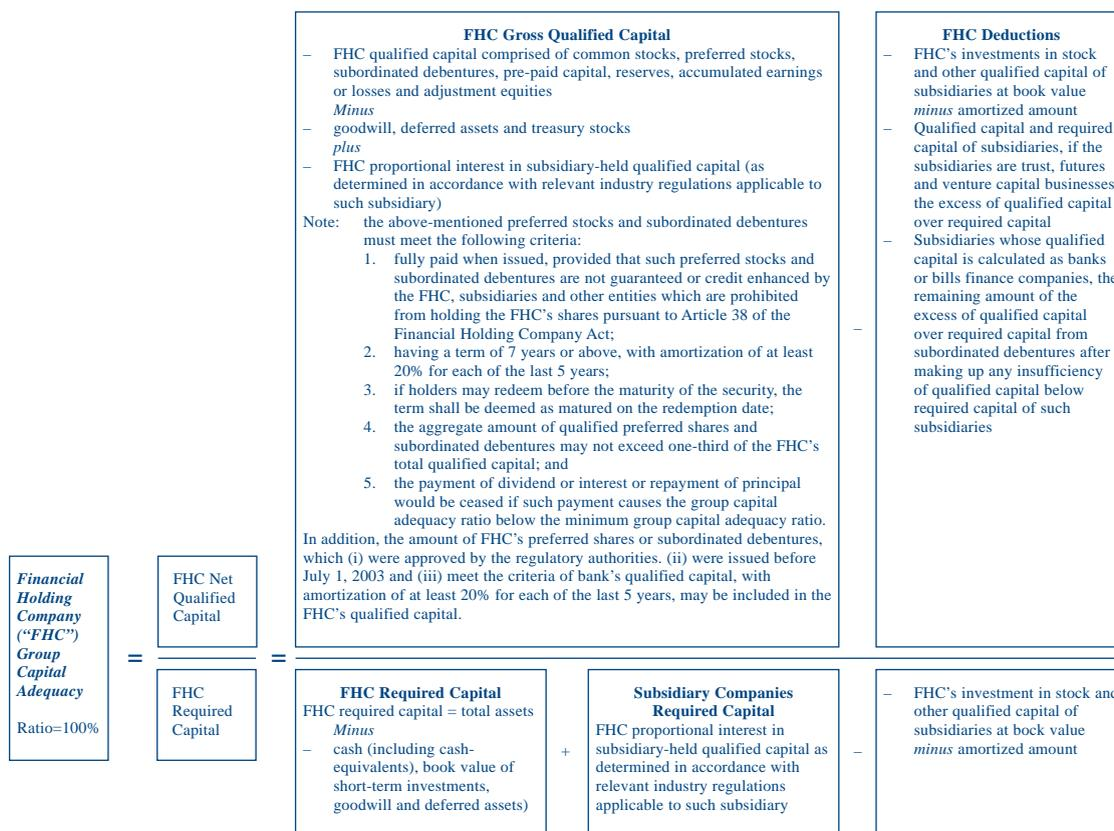 Financial
Holding
Company
(“FHC”)
Group
Capital
Adequacy
Ratio=100%
=
FHC Net
Qualified
Capital
FHC
Required
Capital
=
FHC Gross Qualified Capital
– FHC qualified capital comprised of common stocks, preferred stocks,
subordinated debentures, pre-paid capital, reserves, accumulated earnings
or losses and adjustment equities
Minus
– goodwill, deferred assets and treasury stocks
plus
– FHC proportional interest in subsidiary-held qualified capital (as
determined in accordance with relevant industry regulations applicable to
such subsidiary)
Note: the above-mentioned preferred stocks and subordinated debentures
must meet the following criteria:
1. fully paid when issued, provided that such preferred stocks and
subordinated debentures are not guaranteed or credit enhanced by
the FHC, subsidiaries and other entities which are prohibited
from holding the FHC’s shares pursuant to Article 38 of the
Financial Holding Company Act;
2. having a term of 7 years or above, with amortization of at least
20% for each of the last 5 years;
3. if holders may redeem before the maturity of the security, the
term shall be deemed as matured on the redemption date;
4. the aggregate amount of qualified preferred shares and
subordinated debentures may not exceed one-third of the FHC’s
total qualified capital; and
5. the payment of dividend or interest or repayment of principal
would be ceased if such payment causes the group capital
adequacy ratio below the minimum group capital adequacy ratio.
In addition, the amount of FHC’s preferred shares or subordinated debentures,
which (i) were approved by the regulatory authorities. (ii) were issued before
July 1, 2003 and (iii) meet the criteria of bank’s qualified capital, with
amortization of at least 20% for each of the last 5 years, may be included in the
FHC’s qualified capital.
–
FHC Deductions
– FHC’s investments in stock
and other qualified capital of
subsidiaries at book value
minus amortized amount
– Qualified capital and required
capital of subsidiaries, if the
subsidiaries are trust, futures
and venture capital businesses
the excess of qualified capital
over required capital
– Subsidiaries whose qualified
capital is calculated as banks
or bills finance companies, the
remaining amount of the
excess of qualified capital
over required capital from
subordinated debentures after
making up any insufficiency
of qualified capital below
required capital of such
subsidiaries
FHC Required Capital
FHC required capital = total assets
Minus
– cash (including cash-
equivalents), book value of
short-term investments,
goodwill and deferred assets)
+
Subsidiary Companies
Required Capital
FHC proportional interest in
subsidiary-held qualified capital as
determined in accordance with
relevant industry regulations
applicable to such subsidiary
–
– FHC’s investment in stock and
other qualified capital of
subsidiaries at bock value
minus amortized amount